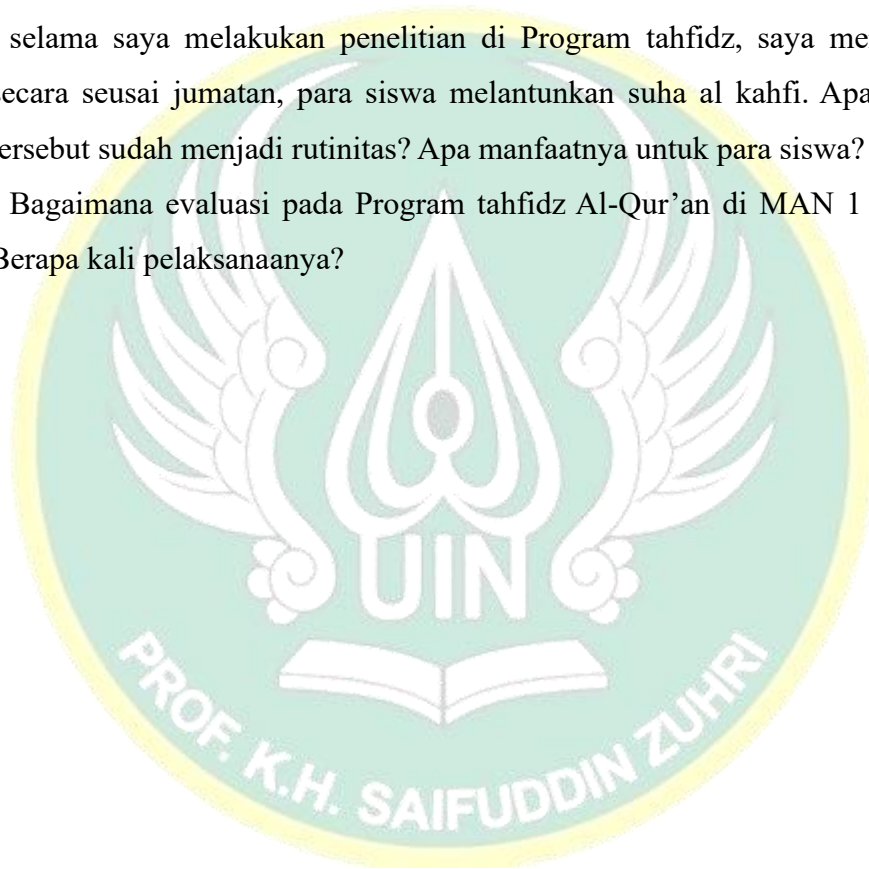 selama saya melakukan penelitian di Program tahfidz, saya
secara seusai jumatan, para siswa melantunkan suha al kahfi. Apa
tersebut sudah menjadi rutinitas? Apa manfaatnya untuk para siswa?
Bagaimana evaluasi pada Program tahfidz Al-Qur’an di MAN 1
Berapa kali pelaksanaanya?
UIN
PROF. K.H. SAIFUDDIN ZUHRI